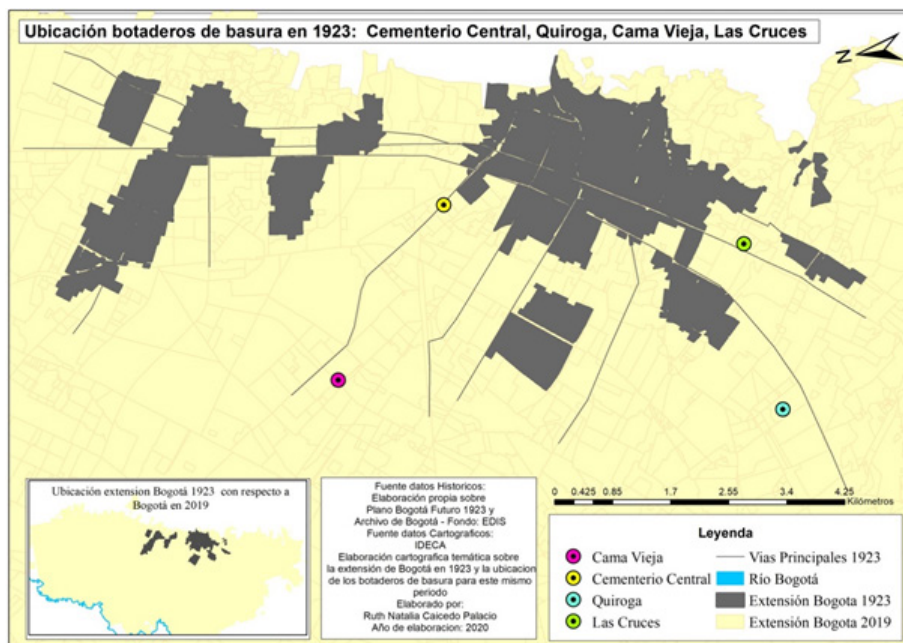 Ubicación botaderos de basura en 1923: Cementerio Central, Quiroga, Cama Vieja, Las Cruces
N
Ubicación extension Bogotá 1923 con respecto a
Bogotá en 2019
Fuente datos Historicos:
Elaboración propia sobre
Plano Bogotá Futuro 1923 y
Archivo de Bogotá - Fondo: EDIS
Fuente datos Cartograficos:
IDECA
Elaboración cartografica temática sobre
la extensión de Bogotá en 1923 y la ubicacion
de los botaderos de basura para este mismo
periodo
Elaborado por:
Ruth Natalia Caicedo Palacio
Año de elaboracion: 2020
0 0.425 0.85 1.7 2.55 3.4 4.25
Kilómetros
Leyenda
Cama Vieja
Cementerio Central
Quiroga
Las Cruces
Vias Principales 1923
Río Bogotá
Extensión Bogota 1923
Extensión Bogota 2019